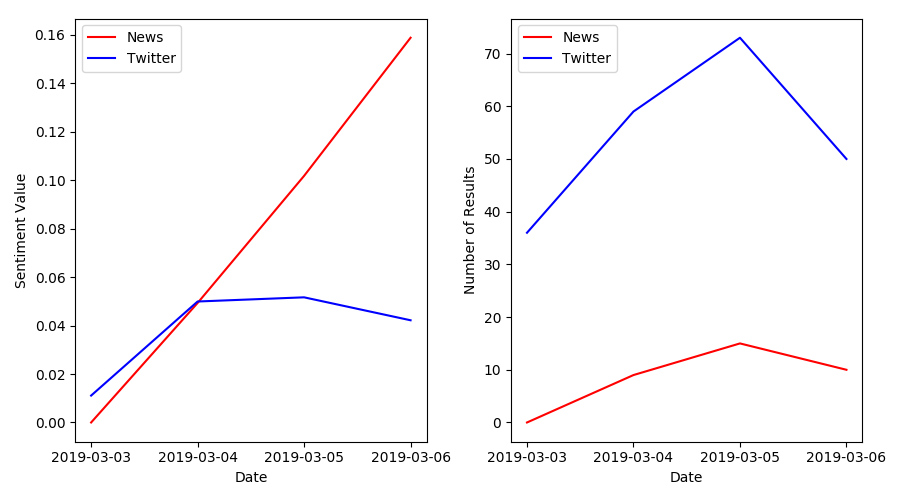 News
Twitter
0.16
0.14
0.12
0.10
0.08
0.06
0.04
0.02
0.00
Sentiment Value
2019-03-03 2019-03-04 2019-03-05 2019-03-06
Date
News
Twitter
70
60
50
40
30
20
10
0
Number of Results
2019-03-03 2019-03-04 2019-03-05 2019-03-06
Date